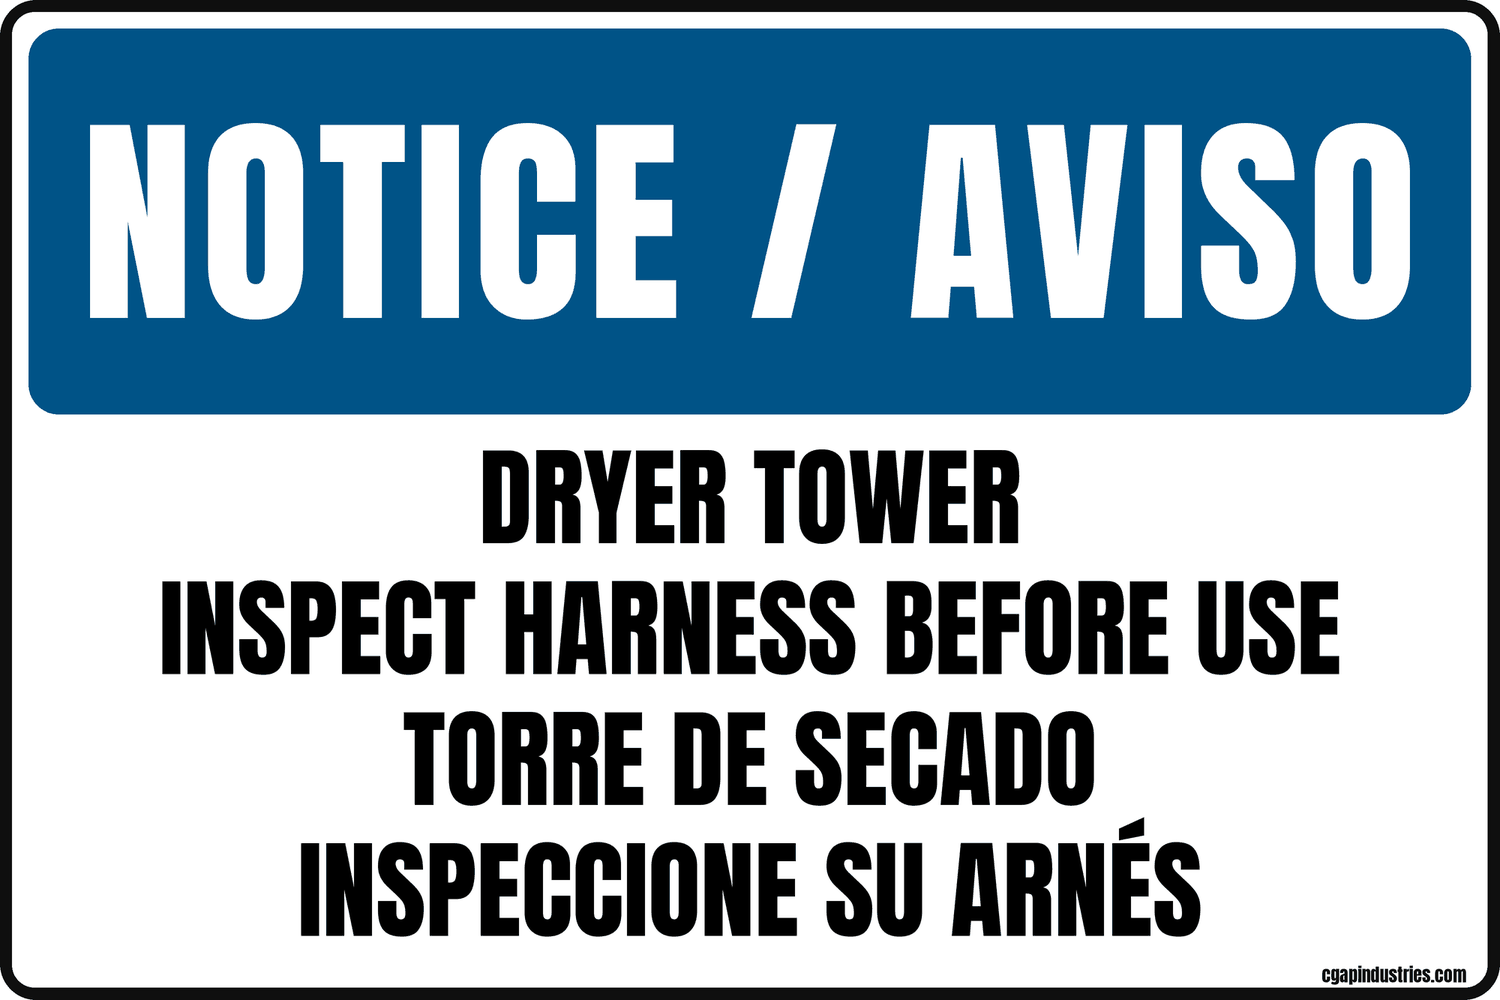 NOTICE / AVISO
DRYER TOWER
INSPECT HARNESS BEFORE USE
TORRE DE SECADO
INSPECCIONE SU ARNÉS
cgapindustries.com